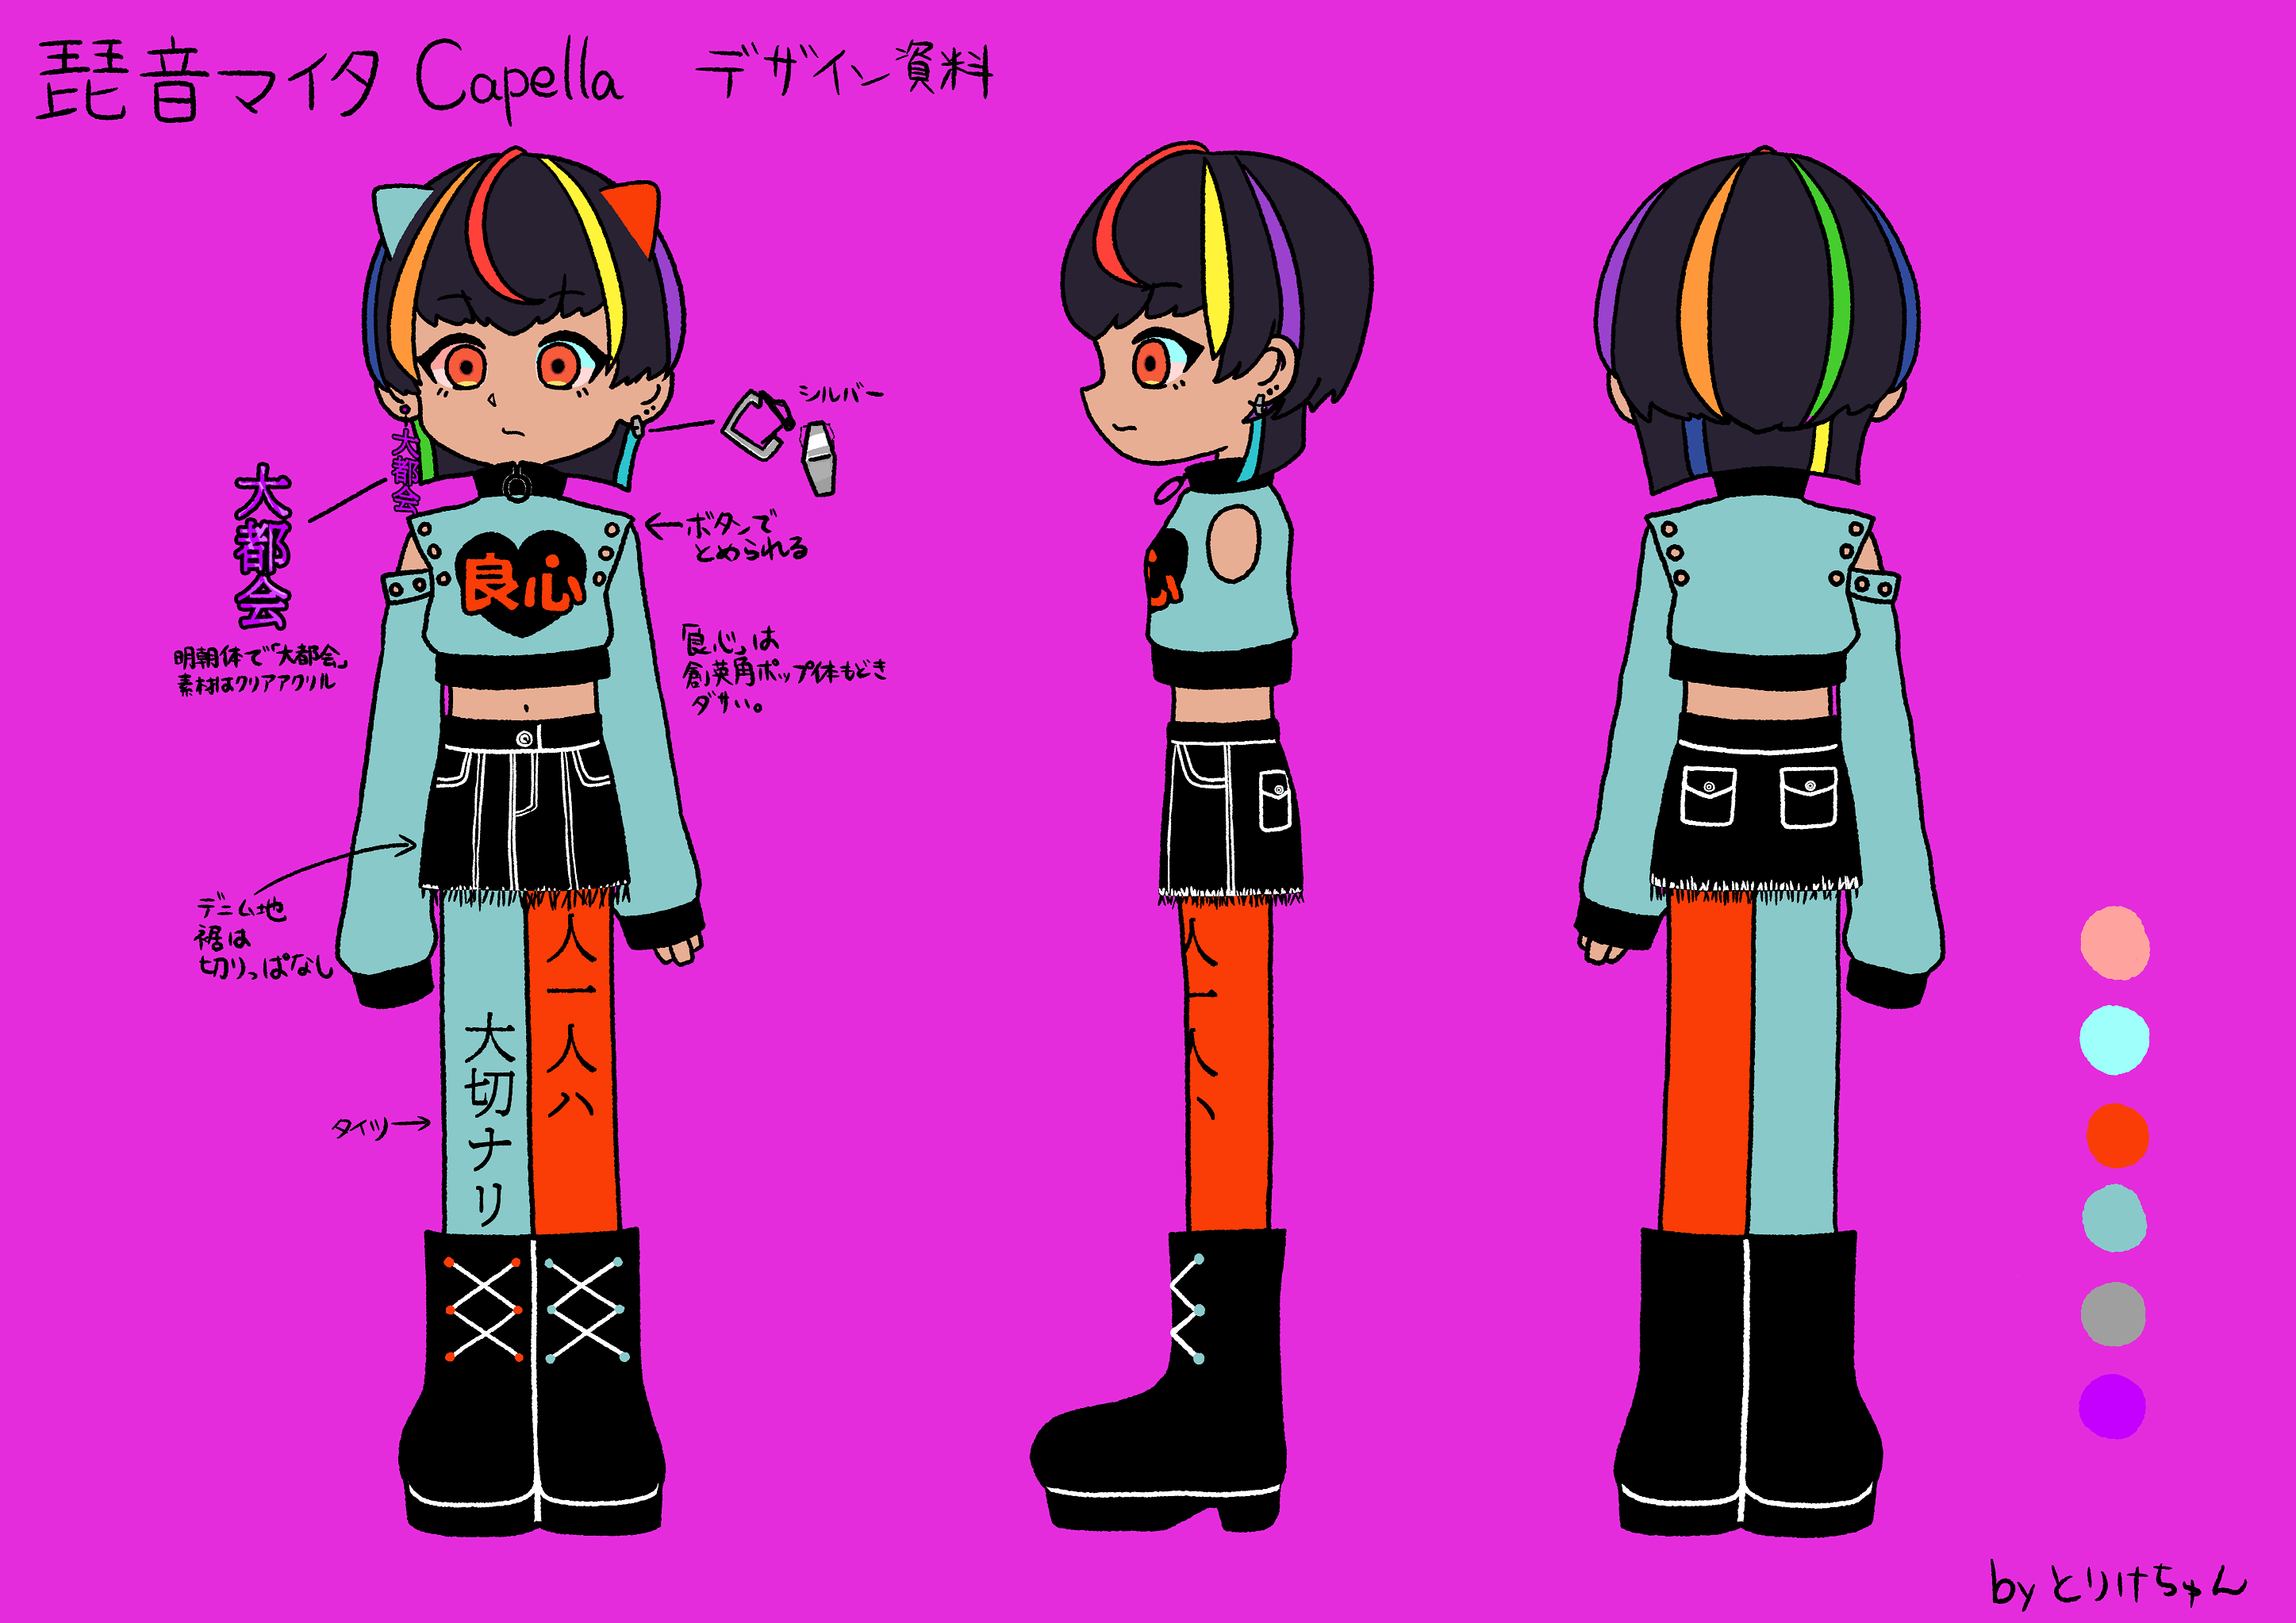 琵音マイタ Capella デザイン資料
シルバー
大都会
大都会
明朝体で「大都会」
素材はクリアアクリル
←ボタンで
とめられる
良心
「良心」は
創英角ポップ体もどき
ダサい。
デニム地
裾は
切りっぱなし
人一人ハ
大切ナリ
タイツ→
心
人一人ハ
by とりけちゃん